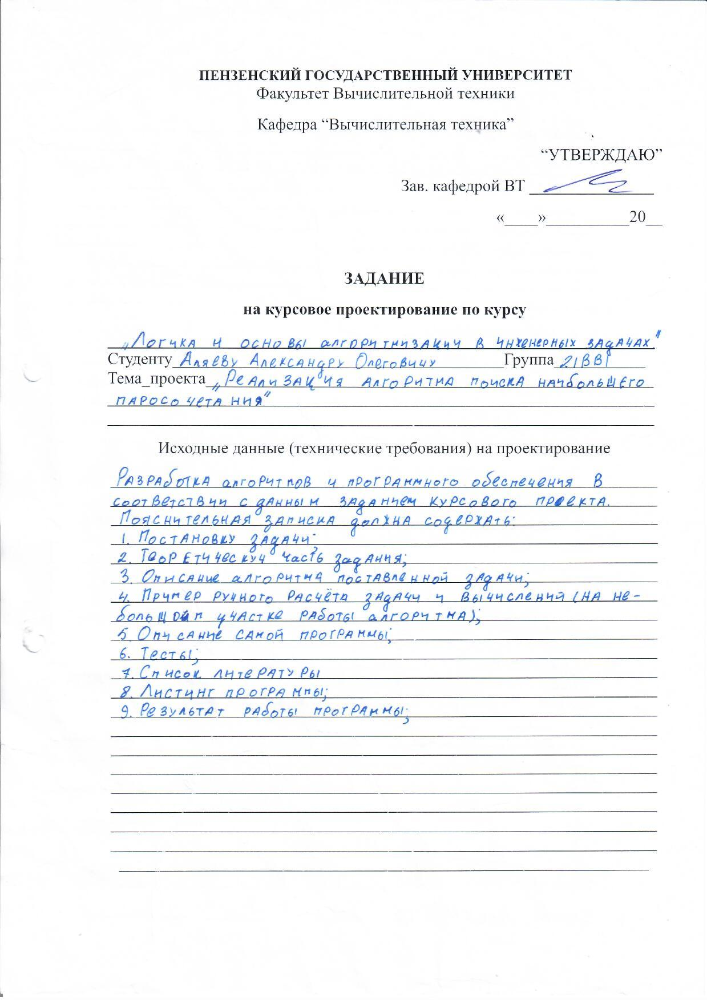 ПЕНЗЕНСКИЙ ГОСУДАРСТВЕННЫЙ УНИВЕРСИТЕТ
Факультет Вычислительной техники
Кафедра “Вычислительная техника”
“УТВЕРЖДАЮ”
Зав. кафедрой ВТ _______________
«____»__________20__
ЗАДАНИЕ
на курсовое проектирование по курсу
„Логика и основы алгоритмизации в инженерных задачах."
Студенту Аляеву Александру Олеговичу Группа 21ВВ1
Тема_проекта „Реализация алгоритма поиска наибольшего
паросочетания"
Исходные данные (технические требования) на проектирование
Разработка алгоритмов и программного обеспечения в
соответствии с данным заданием курсового проекта.
Пояснительная записка должна содержать:
1. Постановку задачи;
2. Теоретическую часть задания;
3. Описание алгоритма поставленной задачи;
4. Пример ручного расчёта задачи и вычислений (на не-
большом участке работы алгоритма);
5. Описание самой программы;
6. Тесты;
7. Список литературы
8. Листинг программы;
9. Результат работы программы;